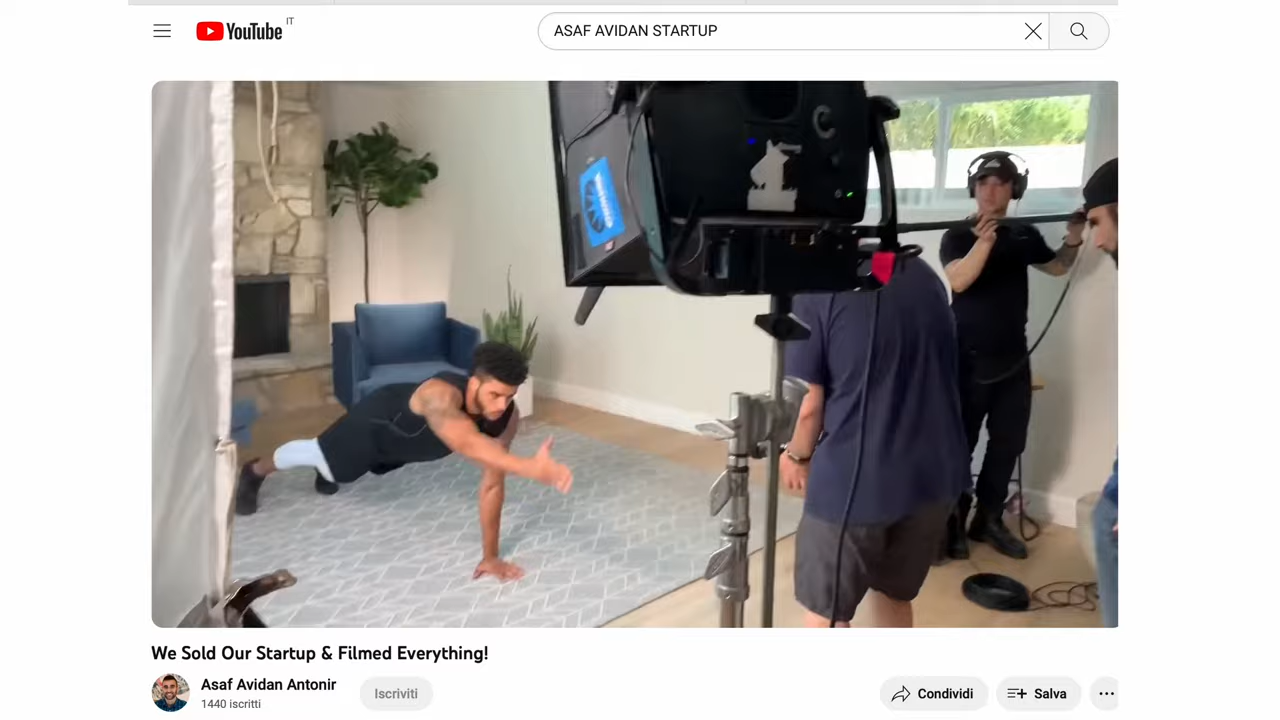 YouTube IT
ASAF AVIDAN STARTUP
We Sold Our Startup & Filmed Everything!
Asaf Avidan Antonir
1440 iscritti
Iscriviti
Condividi
Salva